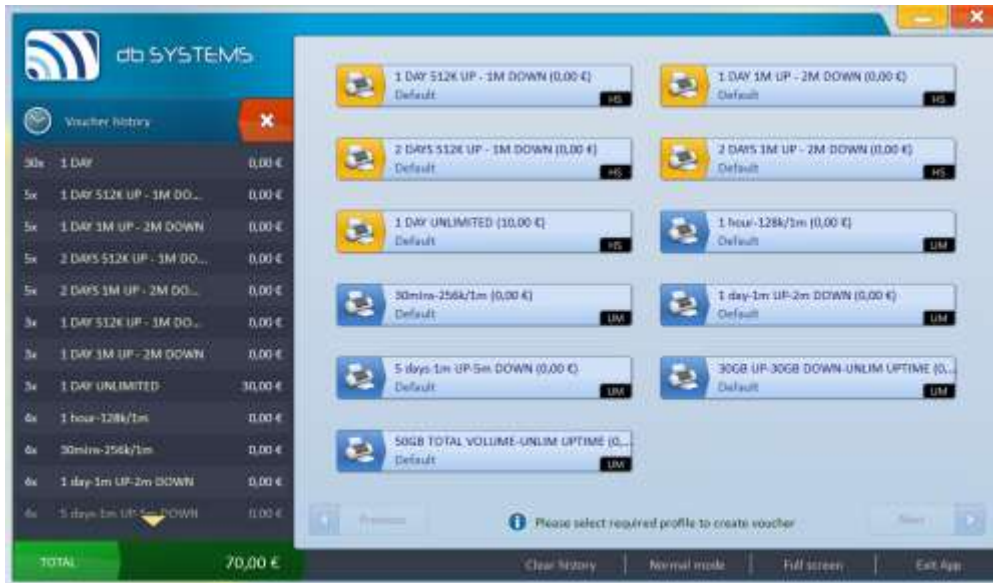 db SYSTEMS
Voucher history
30x 1 DAY 0,00 €
5x 1 DAY 512K UP - 1M DO... 0,00 €
5x 1 DAY 1M UP - 2M DOWN 0,00 €
5x 2 DAYS 512K UP - 1M DO... 0,00 €
5x 2 DAYS 1M UP - 2M DO... 0,00 €
3x 1 DAY 512K UP - 1M DO... 0,00 €
3x 1 DAY 1M UP - 2M DOWN 0,00 €
3x 1 DAY UNLIMITED 30,00 €
1 hour-128k/1m 0,00 €
30mins-256k/1m 0,00 €
1 day-1m UP-2m DOWN 0,00 €
5 days-1m UP-5m DOWN 0,00 €
TOTAL 70,00 €
1 DAY 512K UP - 1M DOWN (0,00 €)
Default
HS
1 DAY 1M UP - 2M DOWN (0,00 €)
Default
HS
2 DAYS 512K UP - 1M DOWN (0,00 €)
Default
HS
2 DAYS 1M UP - 2M DOWN (0,00 €)
Default
HS
1 DAY UNLIMITED (10,00 €)
Default
HS
1 hour-128k/1m (0,00 €)
Default
UM
30mins-256k/1m (0,00 €)
Default
UM
1 day-1m UP-2m DOWN (0,00 €)
Default
UM
5 days-1m UP-5m DOWN (0,00 €)
Default
UM
30GB UP-30GB DOWN-UNLIM UPTIME (0,...
Default
UM
50GB TOTAL VOLUME-UNLIM UPTIME (0,...
Default
UM
Previous
Please select required profile to create voucher
Next
Clear history
Normal mode
Full screen
Exit App